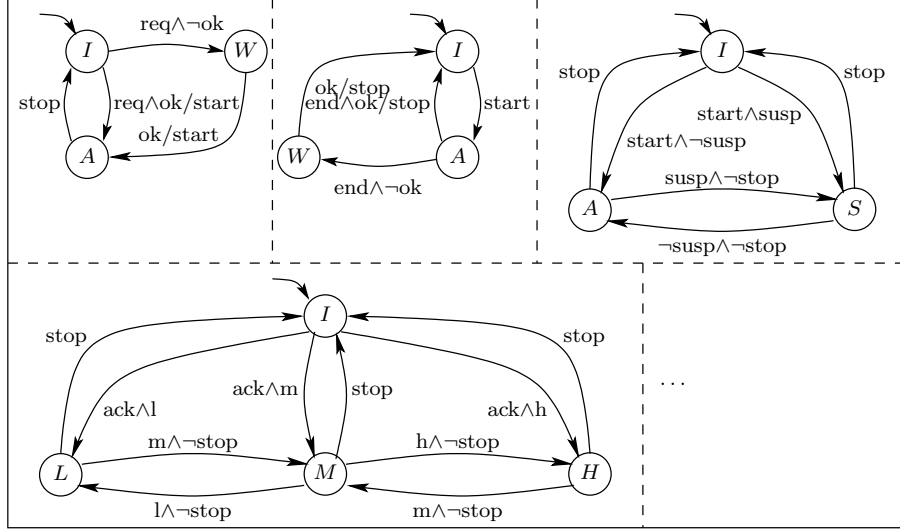 req∧¬ok
I
W
stop
req∧ok/start
ok/start
A
I
ok/stop
end∧ok/stop
start
W
A
end∧¬ok
I
stop
stop
start∧susp
start∧¬susp
susp∧¬stop
A
S
¬susp∧¬stop
I
stop
stop
ack∧m
stop
ack∧l
ack∧h
m∧¬stop
h∧¬stop
L
M
H
l∧¬stop
m∧¬stop
...